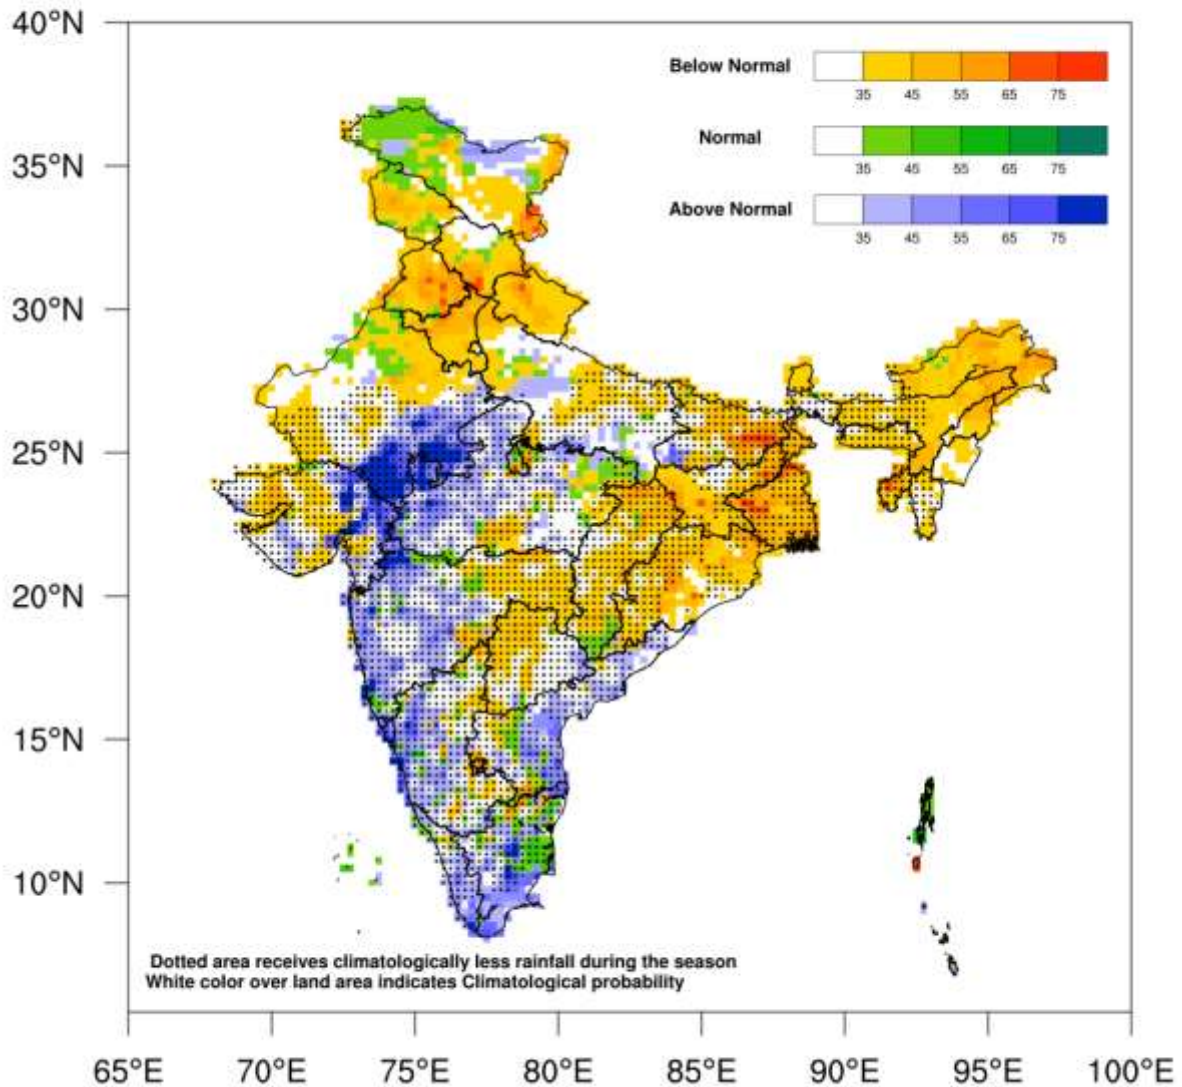 40°N
Below Normal
35 45 55 65 75
Normal
35 45 55 65 75
35°N
Above Normal
35 45 55 65 75
30°N
25°N
20°N
15°N
10°N
Dotted area receives climatologically less rainfall during the season
White color over land area indicates Climatological probability
65°E 70°E 75°E 80°E 85°E 90°E 95°E 100°E